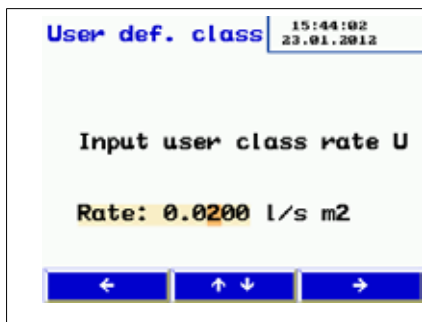 User def. class
15:44:02
23.01.2012
Input user class rate U
Rate: 0.0200 l/s m2
← ↑ ↓ →